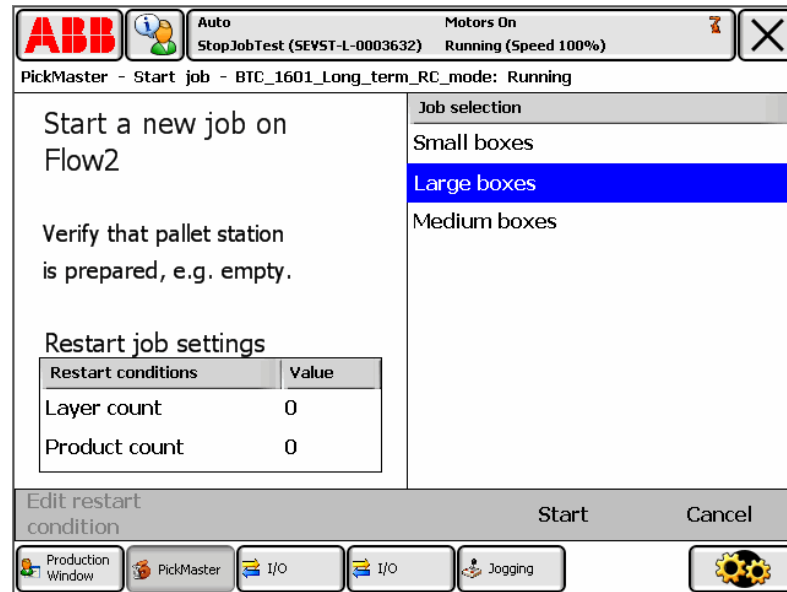 ABB
Auto
StopJobTest (SEVST-L-0003632)
Motors On
Running (Speed 100%)
PickMaster - Start job - BTC_1601_Long_term_RC_mode: Running
Start a new job on
Flow2
Verify that pallet station
is prepared, e.g. empty.
Restart job settings
Restart conditions Value
Layer count 0
Product count 0
Job selection
Small boxes
Large boxes
Medium boxes
Edit restart
condition
Start Cancel
Production
Window
PickMaster
I/O
I/O
Jogging